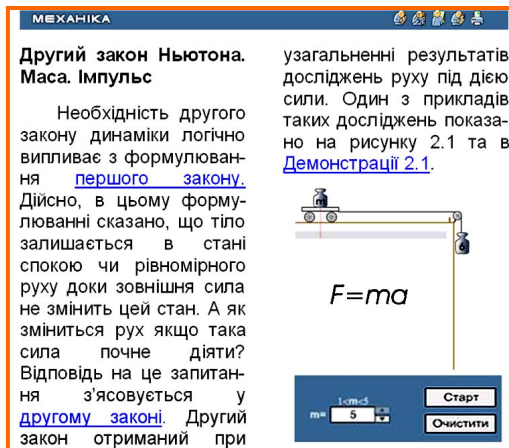 МЕХАНІКА
Другий закон Ньютона.
Маса. Імпульс
Необхідність другого
закону динаміки логічно
випливає з формулюван-
ня першого закону.
Дійсно, в цьому форму-
люванні сказано, що тіло
залишається в стані
спокою чи рівномірного
руху доки зовнішня сила
не змінить цей стан. А як
зміниться рух якщо така
сила почне діяти?
Відповідь на це запитан-
ня з’ясовується у
другому законі. Другий
закон отриманий при
узагальненні результатів
досліджень руху під дією
сили. Один з прикладів
таких досліджень показа-
но на рисунку 2.1 та в
Демонстрації 2.1.
m
6
F=ma
1<m<5
m= 5
Старт
Очистити